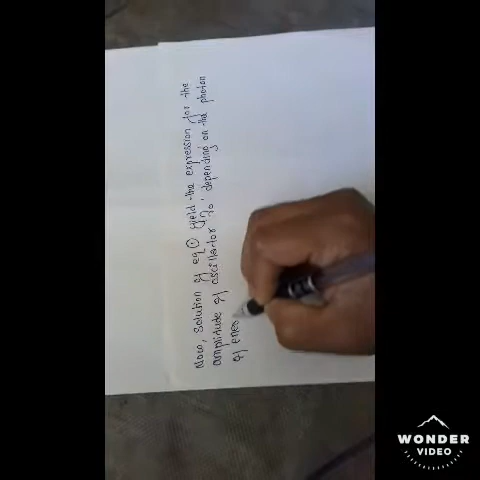 Now, solution of eq ① yield the expression for the
amplitude of oscillator 'x₀' depending on the photon
of ener
WONDER
VIDEO